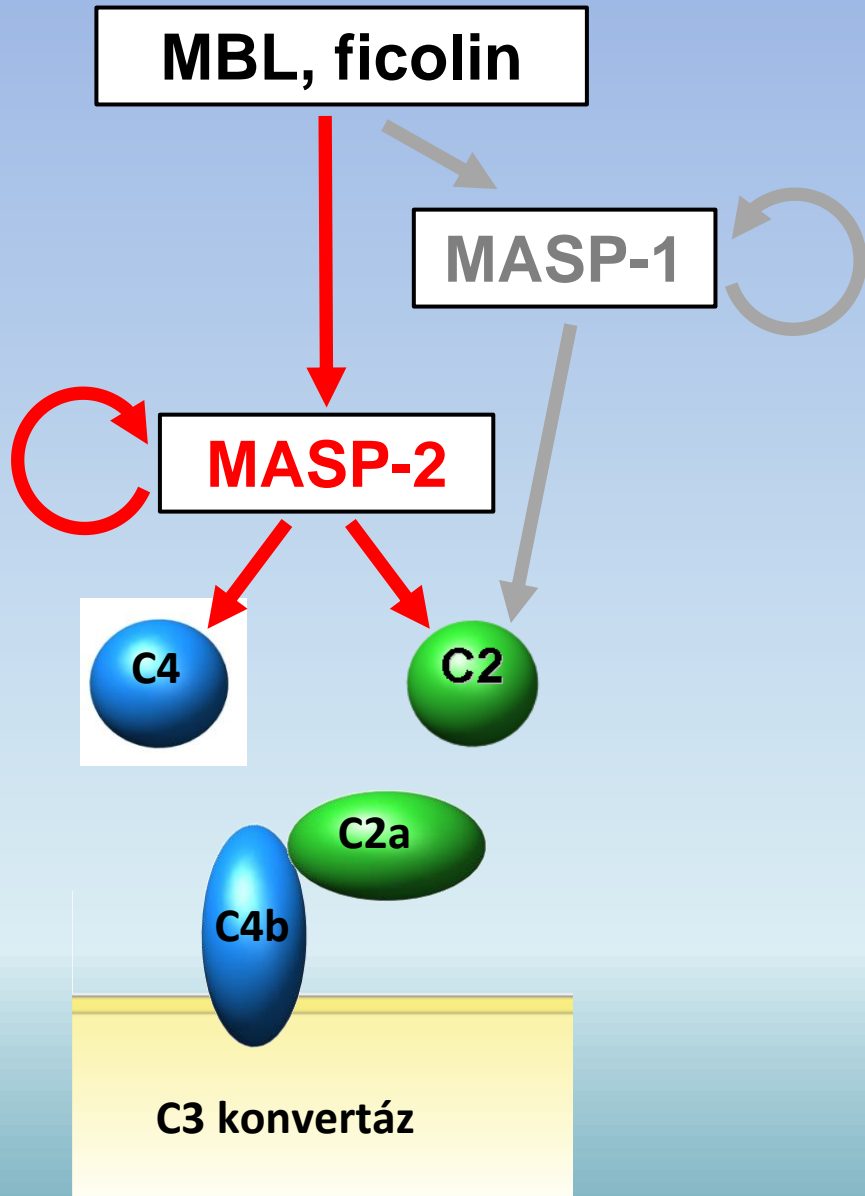 MBL, ficolin
MASP-1
MASP-2
C4
C2
C2a
C4b
C3 konvertáz